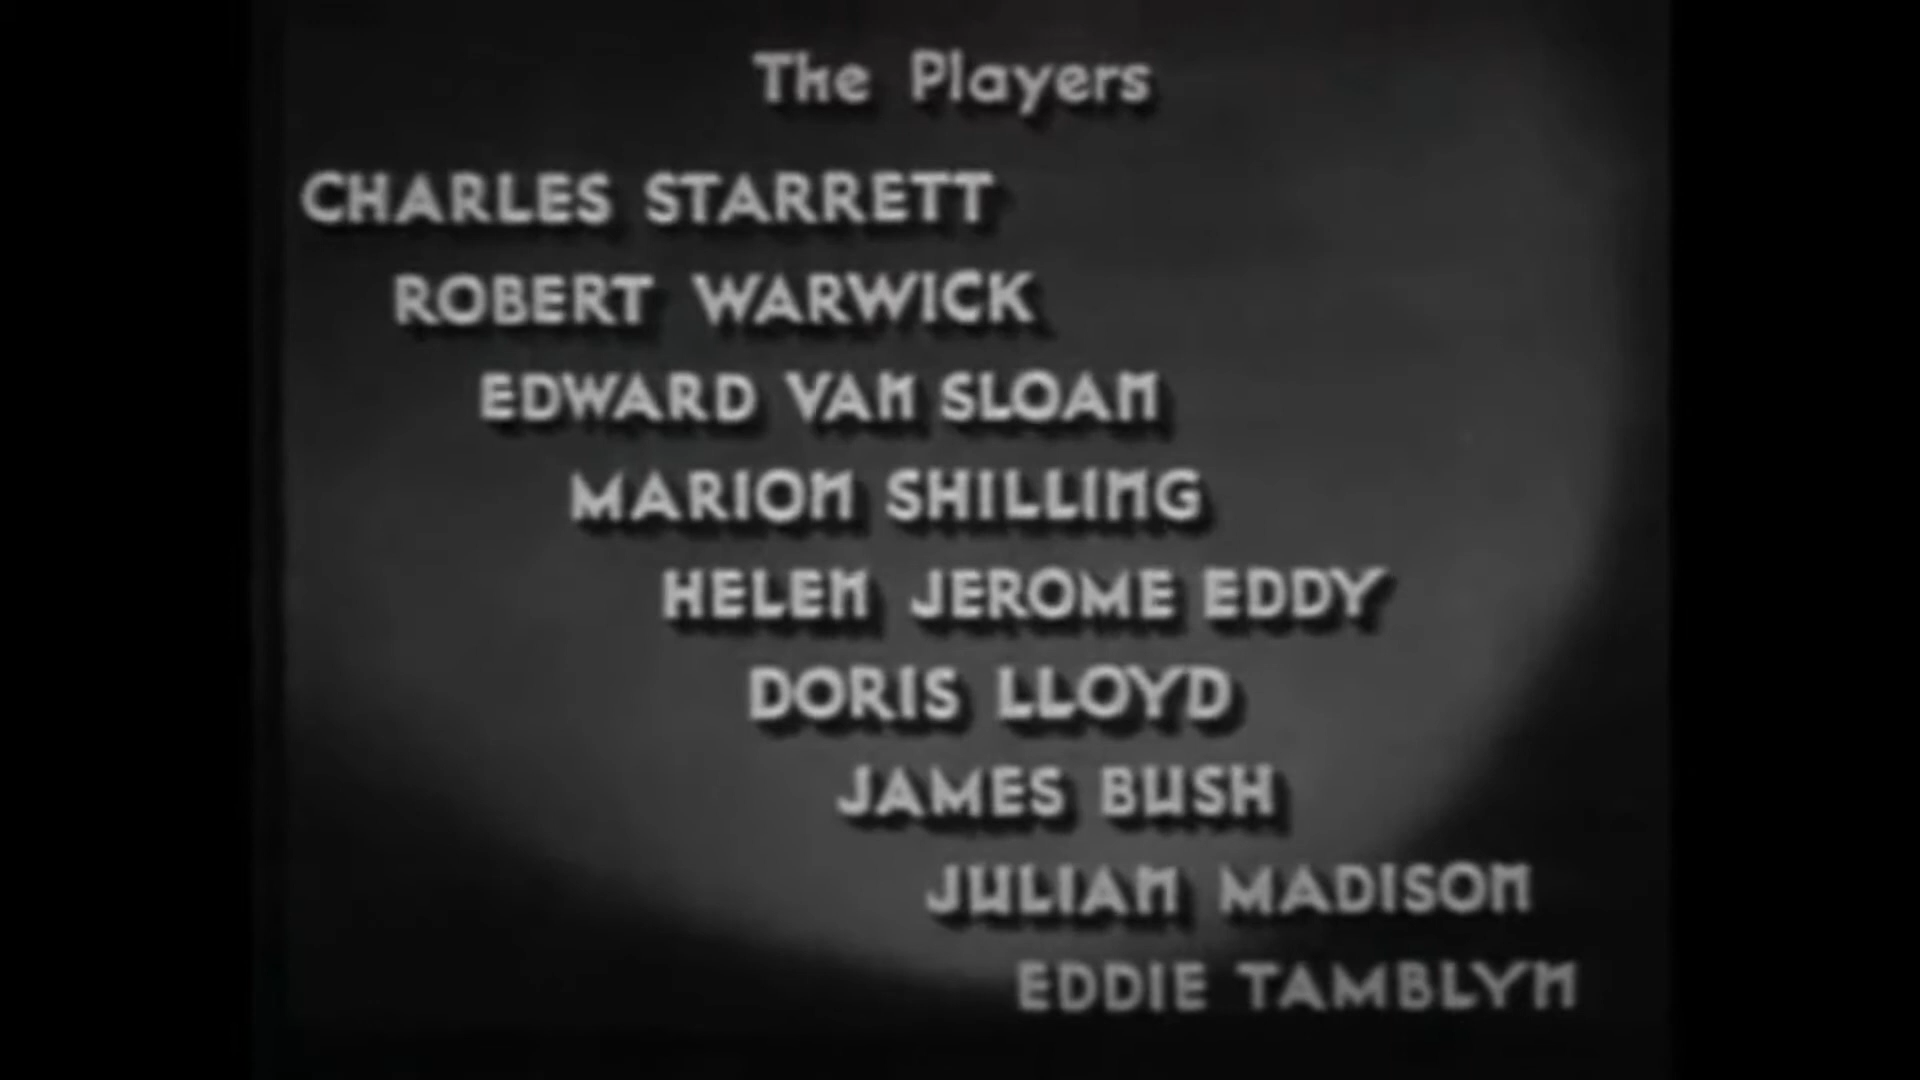 The Players
CHARLES STARRETT
ROBERT WARWICK
EDWARD VAN SLOAN
MARION SHILLING
HELEN JEROME EDDY
DORIS LLOYD
JAMES BUSH
JULIAN MADISON
EDDIE TAMBLYN